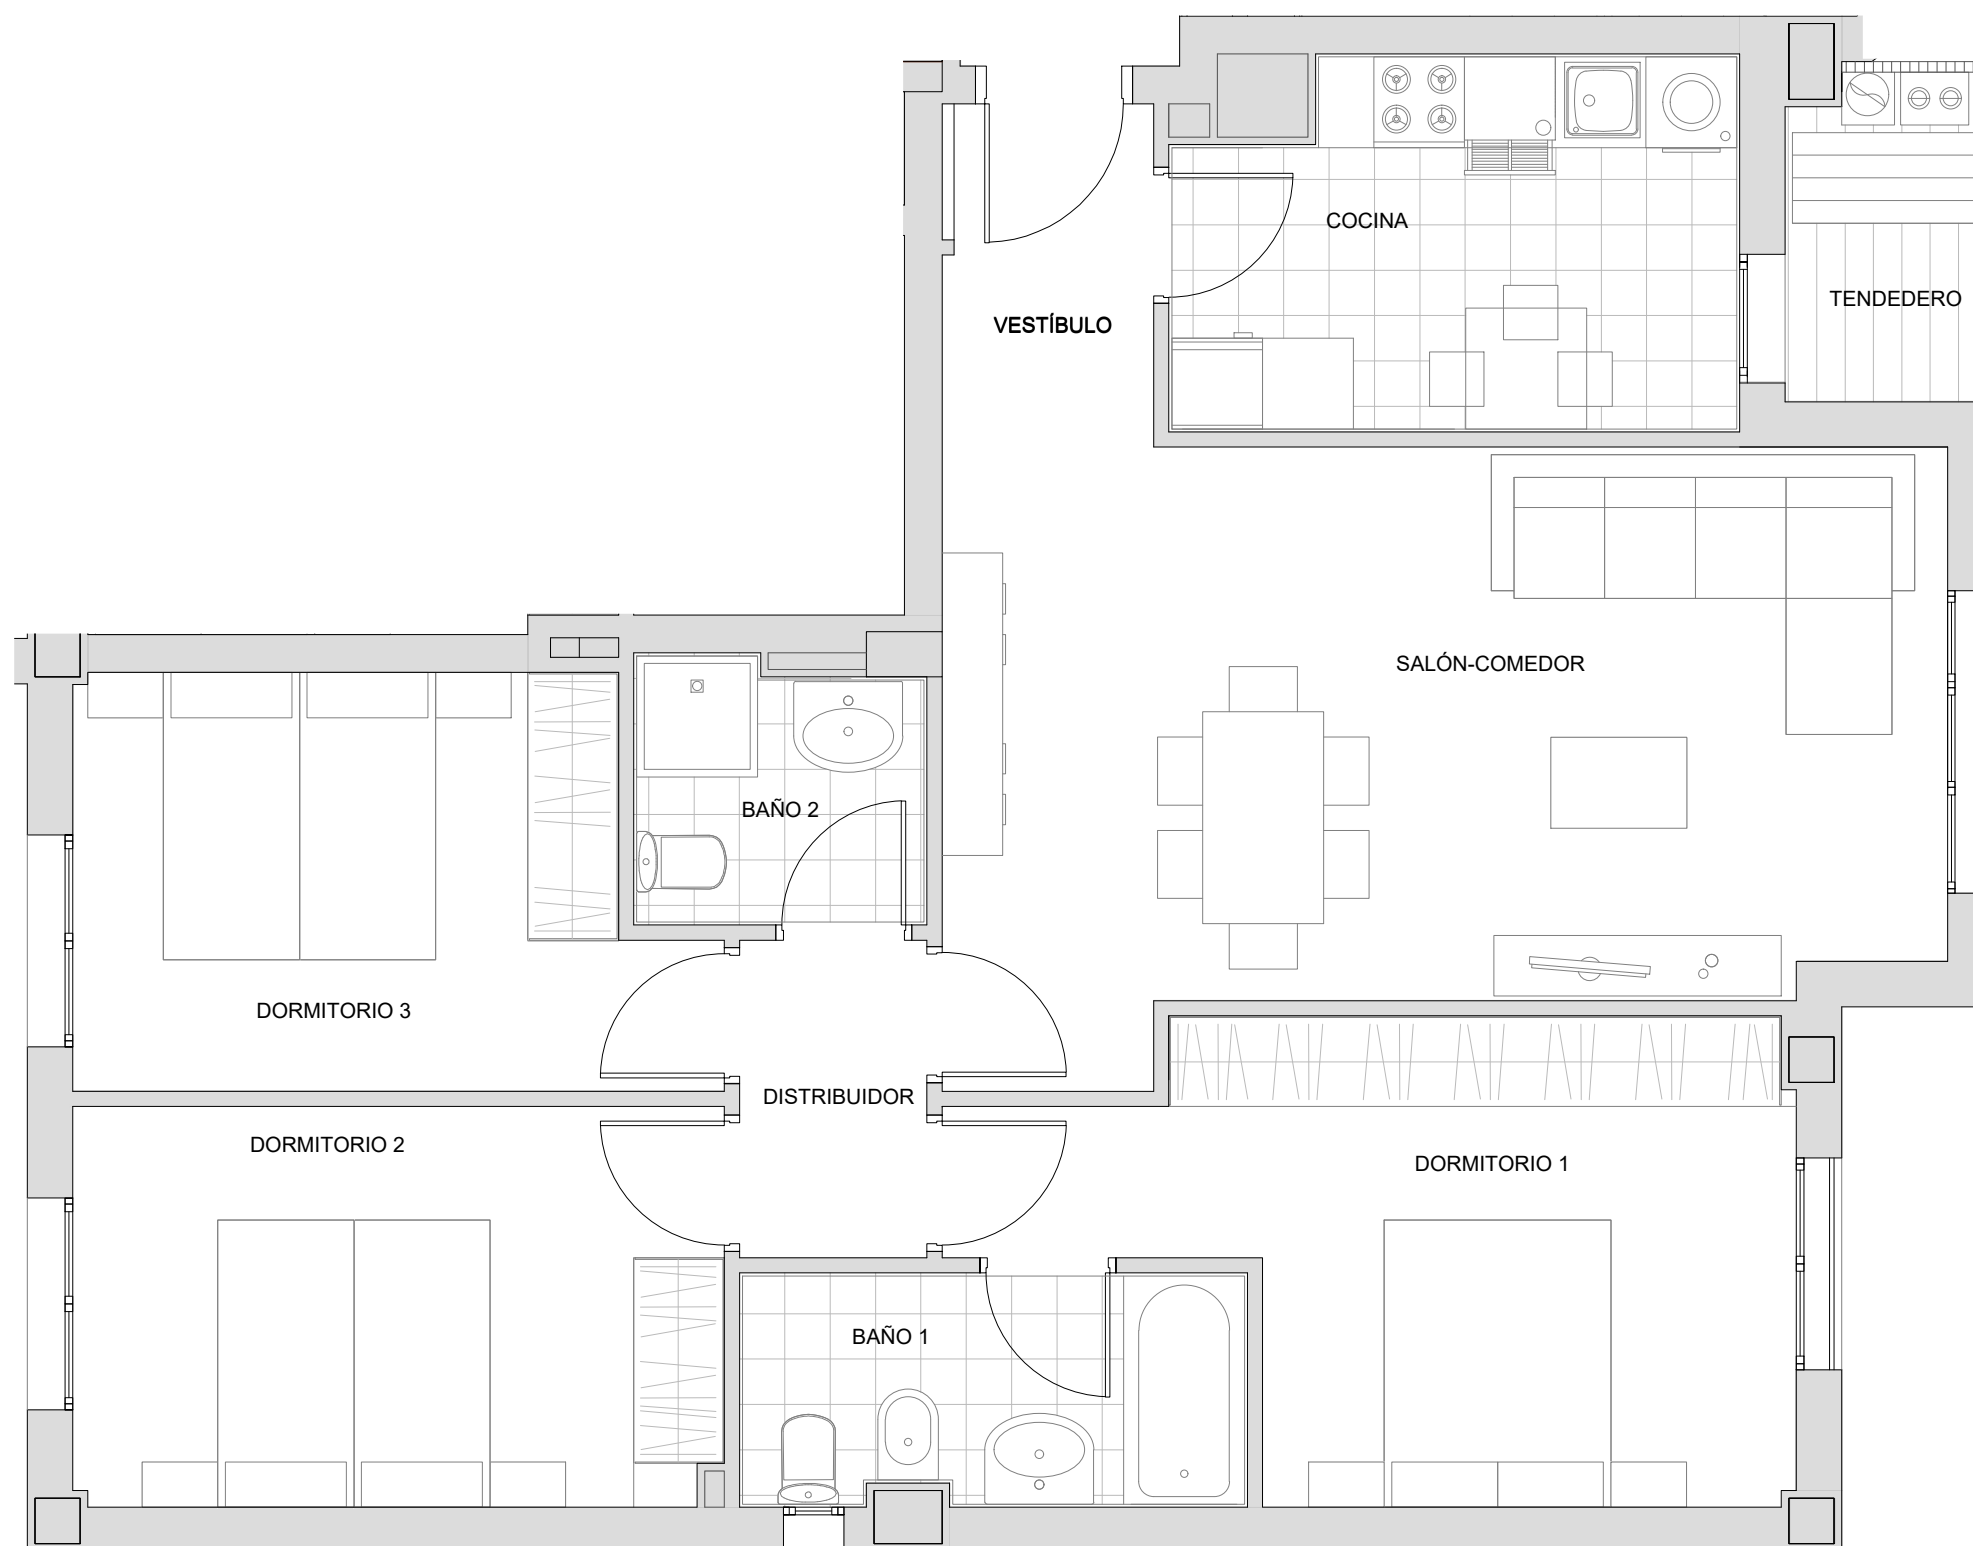 COCINA
TENDEDERO
VESTÍBULO
SALÓN-COMEDOR
BAÑO 2
DORMITORIO 3
DISTRIBUIDOR
DORMITORIO 2
DORMITORIO 1
BAÑO 1